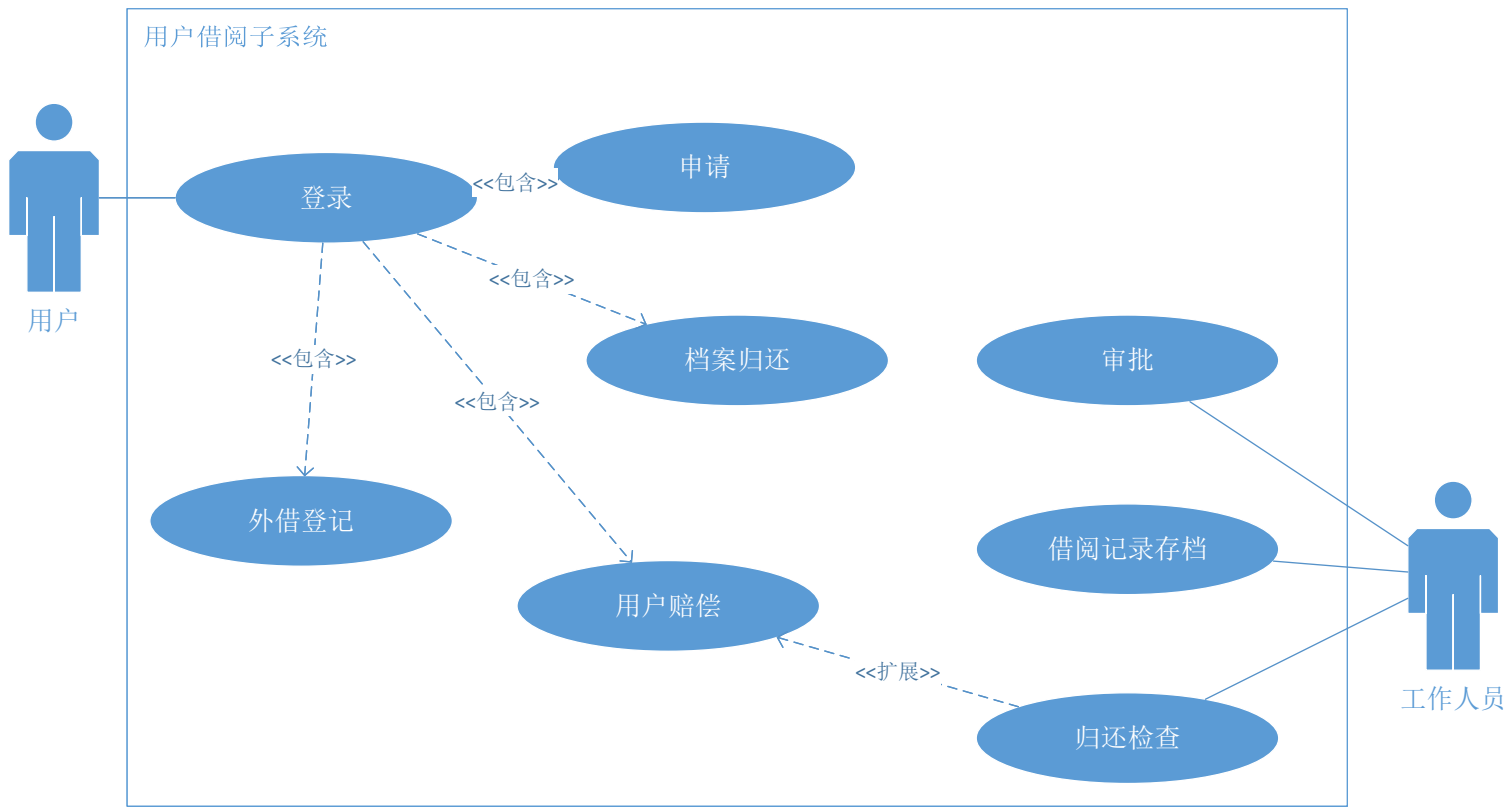 用户借阅子系统
申请
<<包含>>
登录
<<包含>>
用户
<<包含>>
档案归还
审批
<<包含>>
外借登记
借阅记录存档
用户赔偿
<<扩展>>
工作人员
归还检查